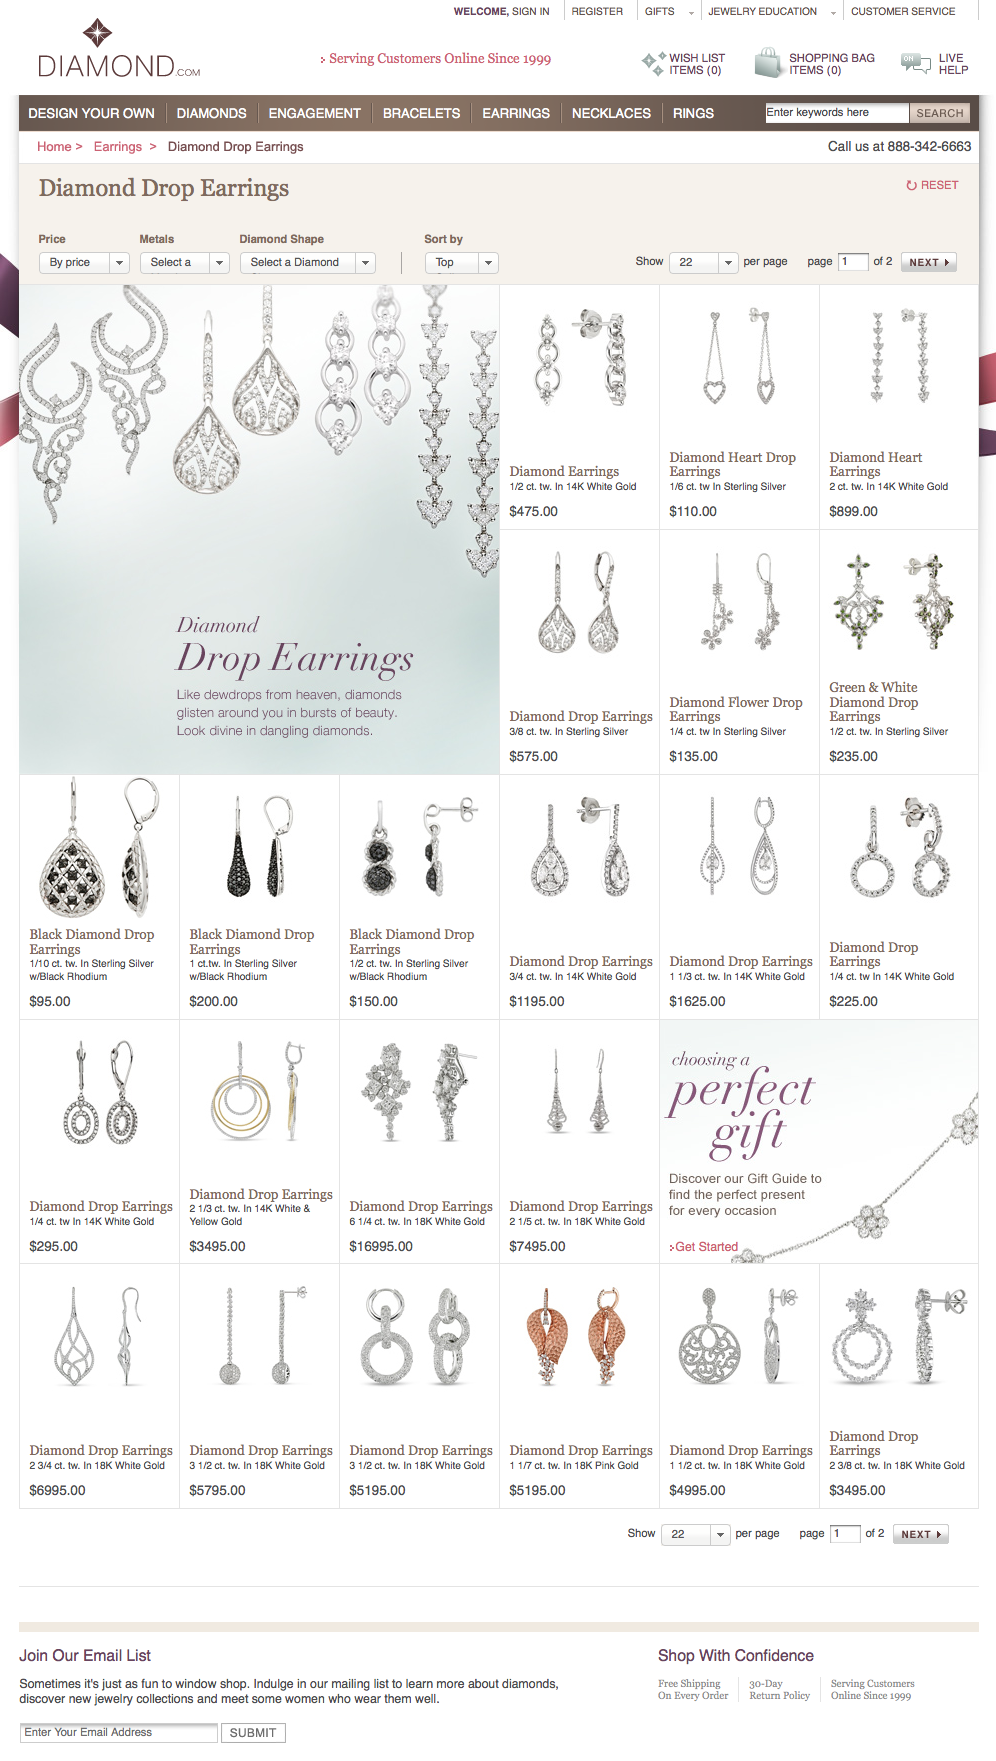 WELCOME, SIGN IN
REGISTER
GIFTS
JEWELRY EDUCATION
CUSTOMER SERVICE
DIAMOND.COM
Serving Customers Online Since 1999
WISH LIST
ITEMS (0)
SHOPPING BAG
ITEMS (0)
ON
LIVE
HELP
DESIGN YOUR OWN
DIAMONDS
ENGAGEMENT
BRACELETS
EARRINGS
NECKLACES
RINGS
Enter keywords here
SEARCH
Home > Earrings > Diamond Drop Earrings
Call us at 888-342-6663
Diamond Drop Earrings
RESET
Price
Metals
Diamond Shape
Sort by
By price
Select a
Select a Diamond
Top
Show 22 per page page 1 of 2 NEXT
Diamond
Drop Earrings
Like dewdrops from heaven, diamonds
glisten around you in bursts of beauty.
Look divine in dangling diamonds.
Diamond Earrings
1/2 ct. tw. In 14K White Gold
$475.00
Diamond Heart Drop
Earrings
1/6 ct. tw In Sterling Silver
$110.00
Diamond Heart
Earrings
2 ct. tw. In 14K White Gold
$899.00
Diamond Drop Earrings
3/8 ct. tw. In Sterling Silver
$575.00
Diamond Flower Drop
Earrings
1/4 ct. tw In Sterling Silver
$135.00
Green & White
Diamond Drop
Earrings
1/2 ct. tw. In Sterling Silver
$235.00
Black Diamond Drop
Earrings
1/10 ct. tw. In Sterling Silver
w/Black Rhodium
$95.00
Black Diamond Drop
Earrings
1 ct.tw. In Sterling Silver
w/Black Rhodium
$200.00
Black Diamond Drop
Earrings
1/2 ct. tw. In Sterling Silver
w/Black Rhodium
$150.00
Diamond Drop Earrings
3/4 ct. tw. In 14K White Gold
$1195.00
Diamond Drop Earrings
1 1/3 ct. tw. In 14K White Gold
$1625.00
Diamond Drop
Earrings
1/4 ct. tw In 14K White Gold
$225.00
Diamond Drop Earrings
1/4 ct. tw In 14K White Gold
$295.00
Diamond Drop Earrings
2 1/3 ct. tw. In 14K White &
Yellow Gold
$3495.00
Diamond Drop Earrings
6 1/4 ct. tw. In 18K White Gold
$16995.00
Diamond Drop Earrings
2 1/5 ct. tw. In 18K White Gold
$7495.00
choosing a
perfect
gift
Discover our Gift Guide to
find the perfect present
for every occasion
Get Started
Diamond Drop Earrings
2 3/4 ct. tw. In 18K White Gold
$6995.00
Diamond Drop Earrings
3 1/2 ct. tw. In 18K White Gold
$5795.00
Diamond Drop Earrings
3 1/2 ct. tw. In 18K White Gold
$5195.00
Diamond Drop Earrings
1 1/7 ct. tw. In 18K Pink Gold
$5195.00
Diamond Drop Earrings
1 1/2 ct. tw. In 18K White Gold
$4995.00
Diamond Drop
Earrings
2 3/8 ct. tw. In 18K White Gold
$3495.00
Show 22 per page page 1 of 2 NEXT
Join Our Email List
Sometimes it's just as fun to window shop. Indulge in our mailing list to learn more about diamonds,
discover new jewelry collections and meet some women who wear them well.
Enter Your Email Address
SUBMIT
Shop With Confidence
Free Shipping
On Every Order
30-Day
Return Policy
Serving Customers
Online Since 1999